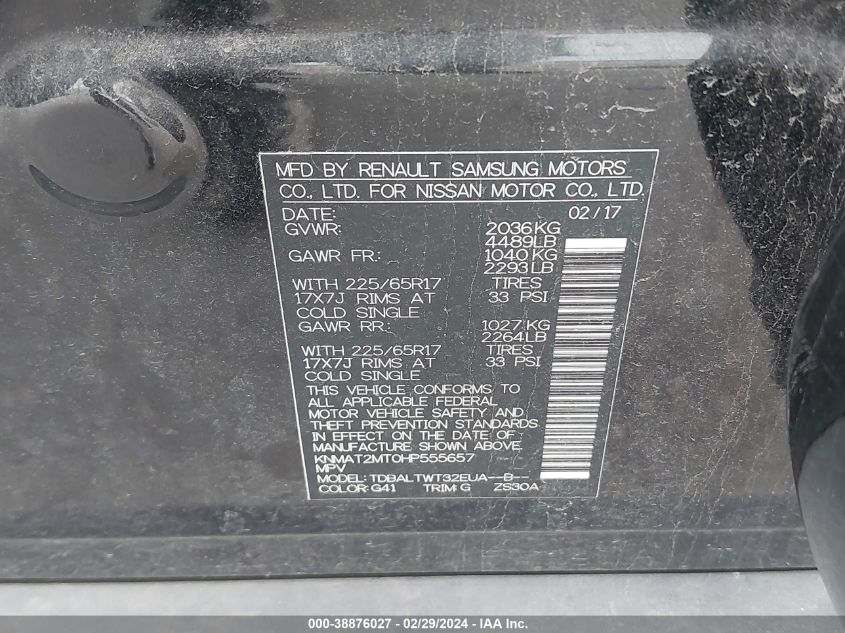 MFD BY RENAULT SAMSUNG MOTORS
CO., LTD. FOR NISSAN MOTOR CO., LTD.
DATE: 02/17
GVWR: 2036KG
4489LB
GAWR FR: 1040KG
2293LB
WITH 225/65R17 TIRES
17X7J RIMS AT 33 PSI
COLD SINGLE
GAWR RR: 1027KG
2264LB
WITH 225/65R17 TIRES
17X7J RIMS AT 33 PSI
COLD SINGLE
THIS VEHICLE CONFORMS TO
ALL APPLICABLE FEDERAL
MOTOR VEHICLE SAFETY AND
THEFT PREVENTION STANDARDS
IN EFFECT ON THE DATE OF
MANUFACTURE SHOWN ABOVE.
KNMAT2MT0HP555657
MPV
MODEL: TDBALTWT32EUA--B--
COLOR: G41 TRIM: G ZS30A
000-38876027 - 02/29/2024 - IAA Inc.